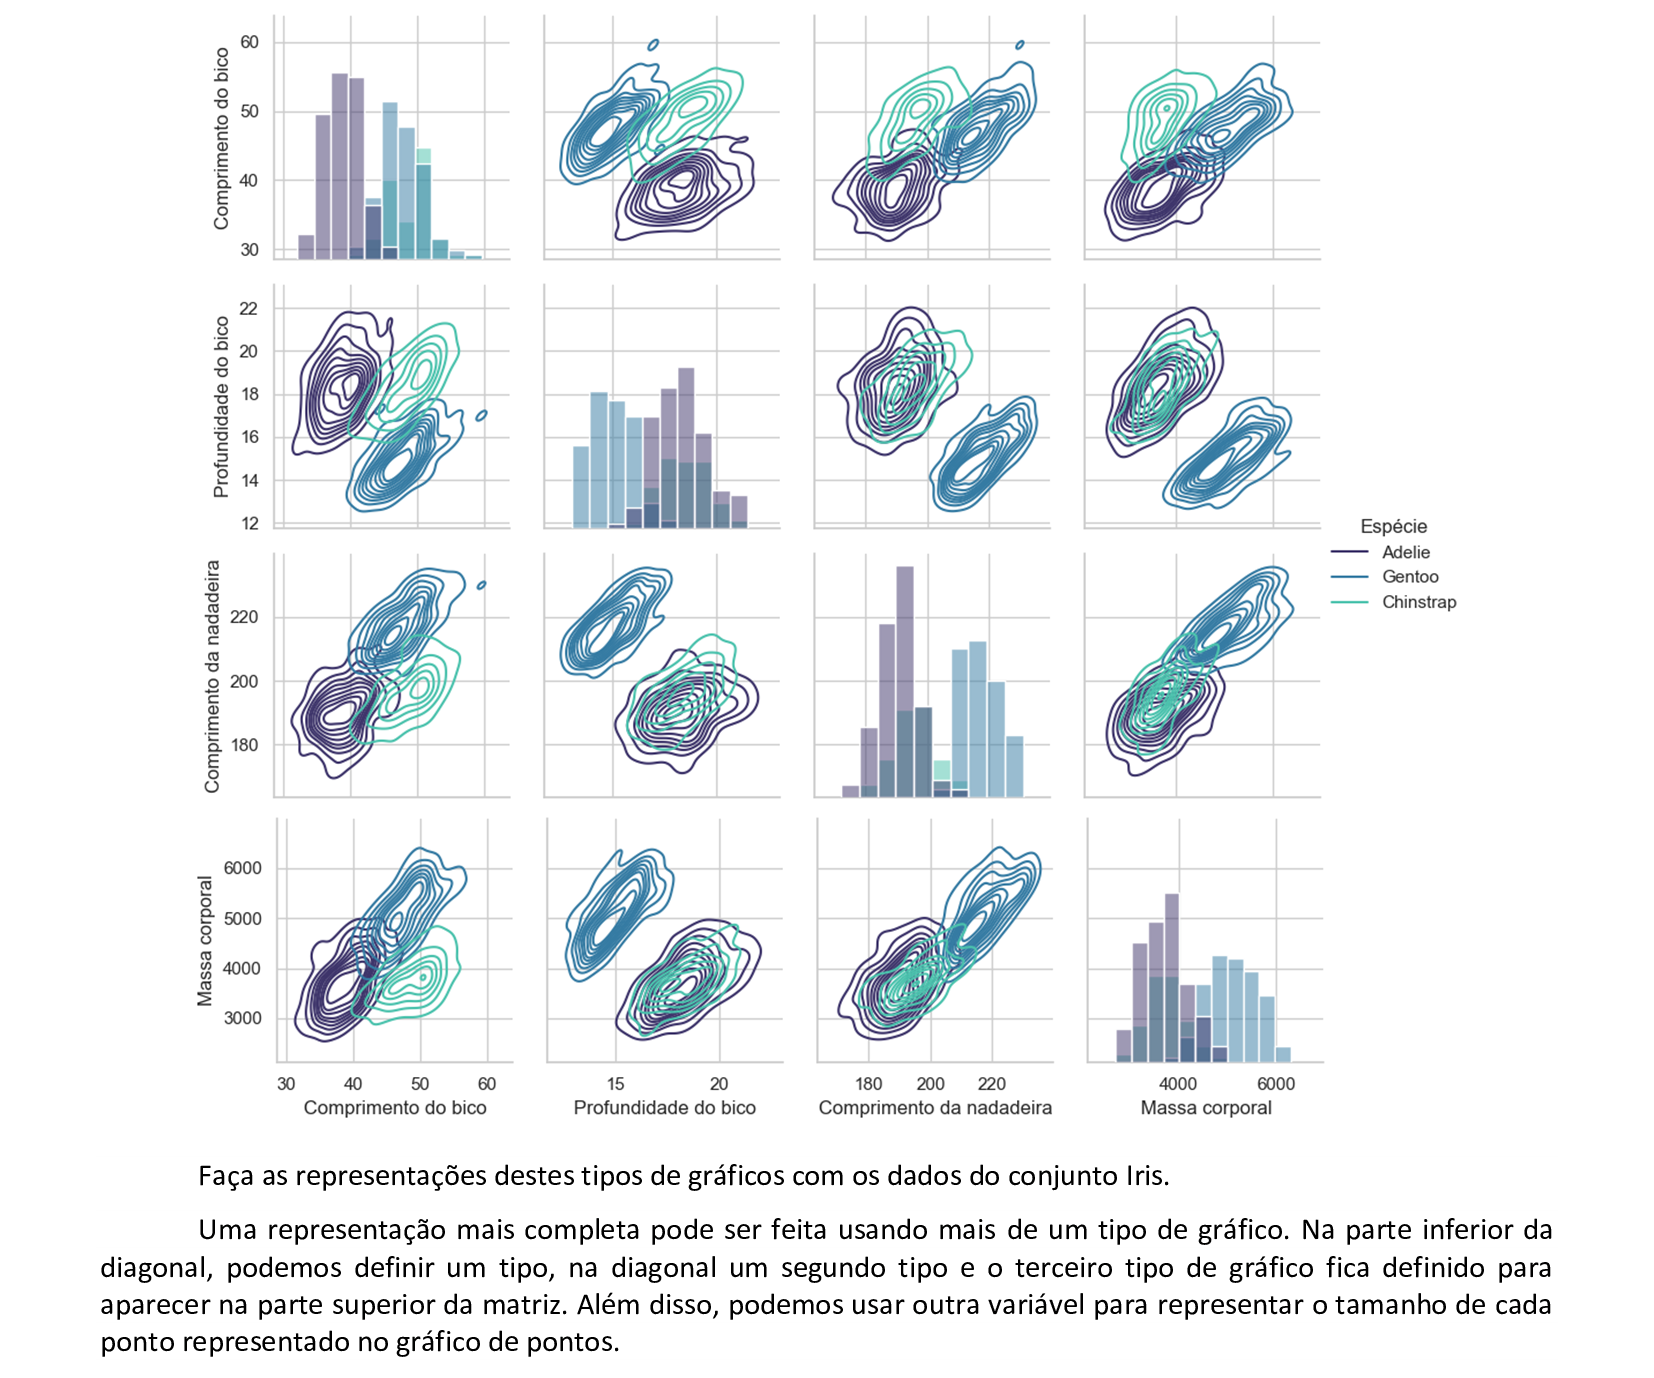 Comprimento do bico
60
50
40
30
Profundidade do bico
22
20
18
16
14
12
Espécie
Adelie
Gentoo
Chinstrap
Comprimento da nadadeira
220
200
180
Massa corporal
6000
5000
4000
3000
30 40 50 60 15 20 180 200 220 4000 6000
Comprimento do bico Profundidade do bico Comprimento da nadadeira Massa corporal
Faça as representações destes tipos de gráficos com os dados do conjunto Iris.
Uma representação mais completa pode ser feita usando mais de um tipo de gráfico. Na parte inferior da
diagonal, podemos definir um tipo, na diagonal um segundo tipo e o terceiro tipo de gráfico fica definido para
aparecer na parte superior da matriz. Além disso, podemos usar outra variável para representar o tamanho de cada
ponto representado no gráfico de pontos.